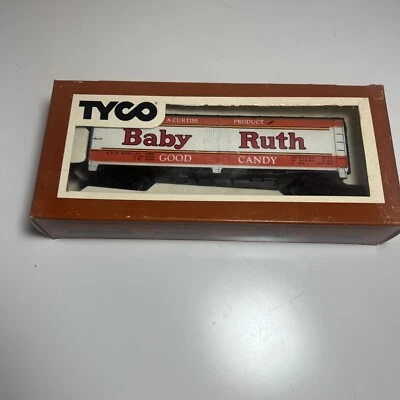 TYCO
A CURTISS PRODUCT
Baby Ruth
GOOD CANDY